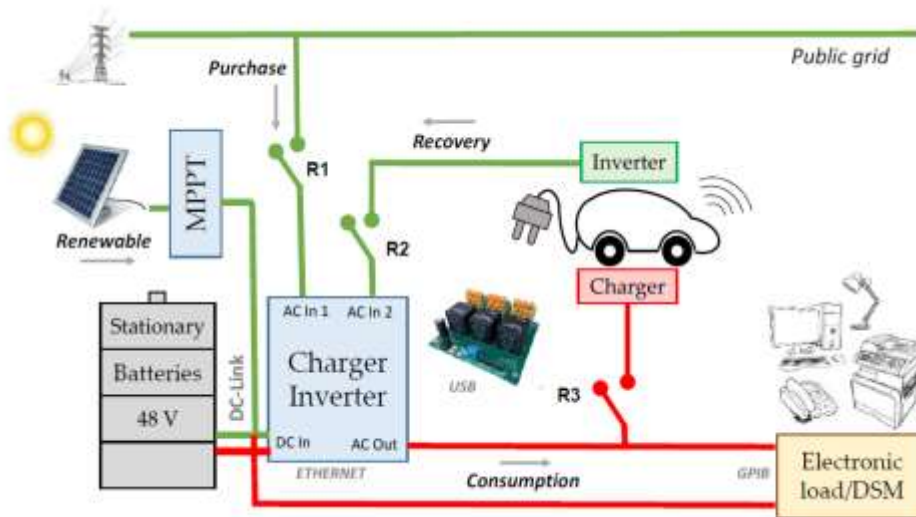 Public grid
Purchase
Recovery
R1
Inverter
MPPT
Renewable
R2
Charger
AC In 1
AC In 2
Stationary
Batteries
48 V
DC-Link
Charger
Inverter
USB
R3
DC In
AC Out
ETHERNET
Consumption
GPIB
Electronic
load/DSM